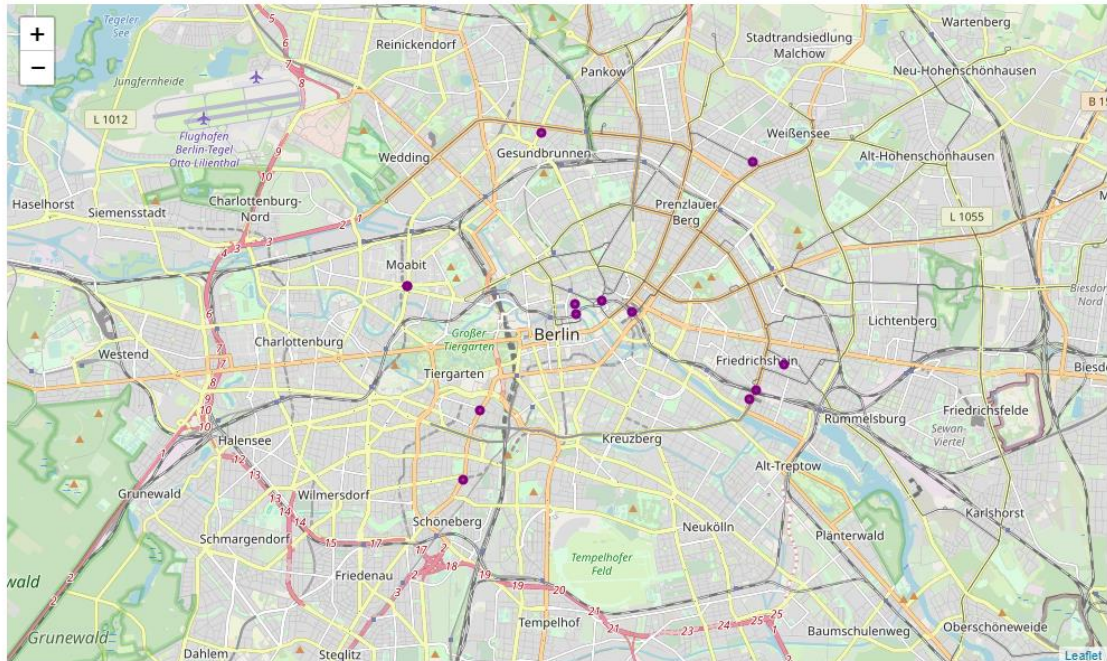 +
−
Tegeler
See
Jungfernheide
L 1012
Flughafen
Berlin-Tegel
Otto Lilienthal
Reinickendorf
Pankow
Stadtrandsiedlung
Malchow
Wartenberg
Neu-Hohenschönhausen
Weißensee
Alt-Hohenschönhausen
Gesundbrunnen
Wedding
Haselhorst
Siemensstadt
Charlottenburg-
Nord
Prenzlauer
Berg
L 1055
Moabit
Lichtenberg
Berlin
Großer
Tiergarten
Charlottenburg
Westend
Tiergarten
Friedrichshain
Rummelsburg
Friedrichsfelde
Sewan-
Viertel
Halensee
Kreuzberg
Alt-Treptow
Grunewald
Wilmersdorf
Schöneberg
Schmargendorf
Neukölln
Karlshorst
Planterwald
Tempelhofer
Feld
Friedenau
Grunewald
Tempelhof
Baumschulenweg
Oberschöneweide
Dahlem
Steglitz
Leaflet